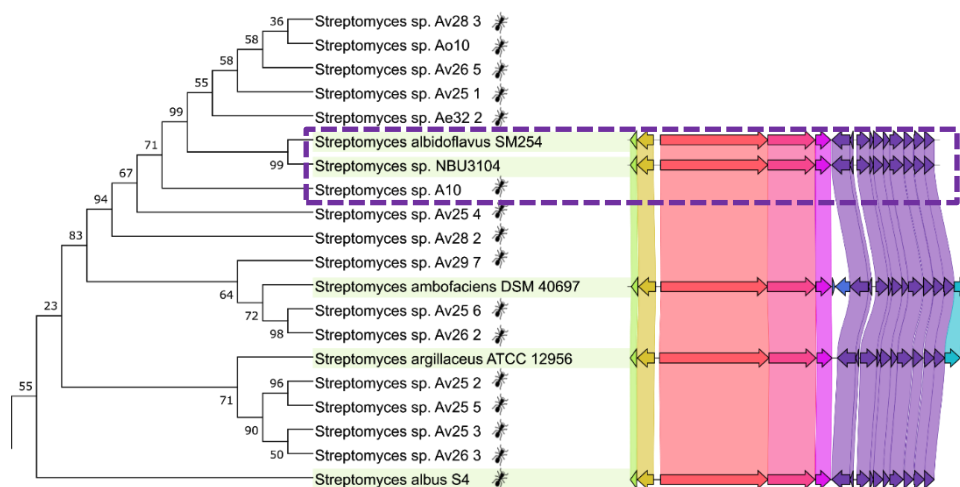 36
Streptomyces sp. Av28 3
58
Streptomyces sp. Ao10
58
Streptomyces sp. Av26 5
55
Streptomyces sp. Av25 1
99
Streptomyces sp. Ae32 2
71
Streptomyces albidoflavus SM254
99
Streptomyces sp. NBU3104
67
Streptomyces sp. A10
94
Streptomyces sp. Av25 4
83
Streptomyces sp. Av28 2
Streptomyces sp. Av29 7
64
Streptomyces ambofaciens DSM 40697
23
72
Streptomyces sp. Av25 6
98
Streptomyces sp. Av26 2
Streptomyces argillaceus ATCC 12956
55
96
Streptomyces sp. Av25 2
71
Streptomyces sp. Av25 5
90
Streptomyces sp. Av25 3
50
Streptomyces sp. Av26 3
Streptomyces albus S4